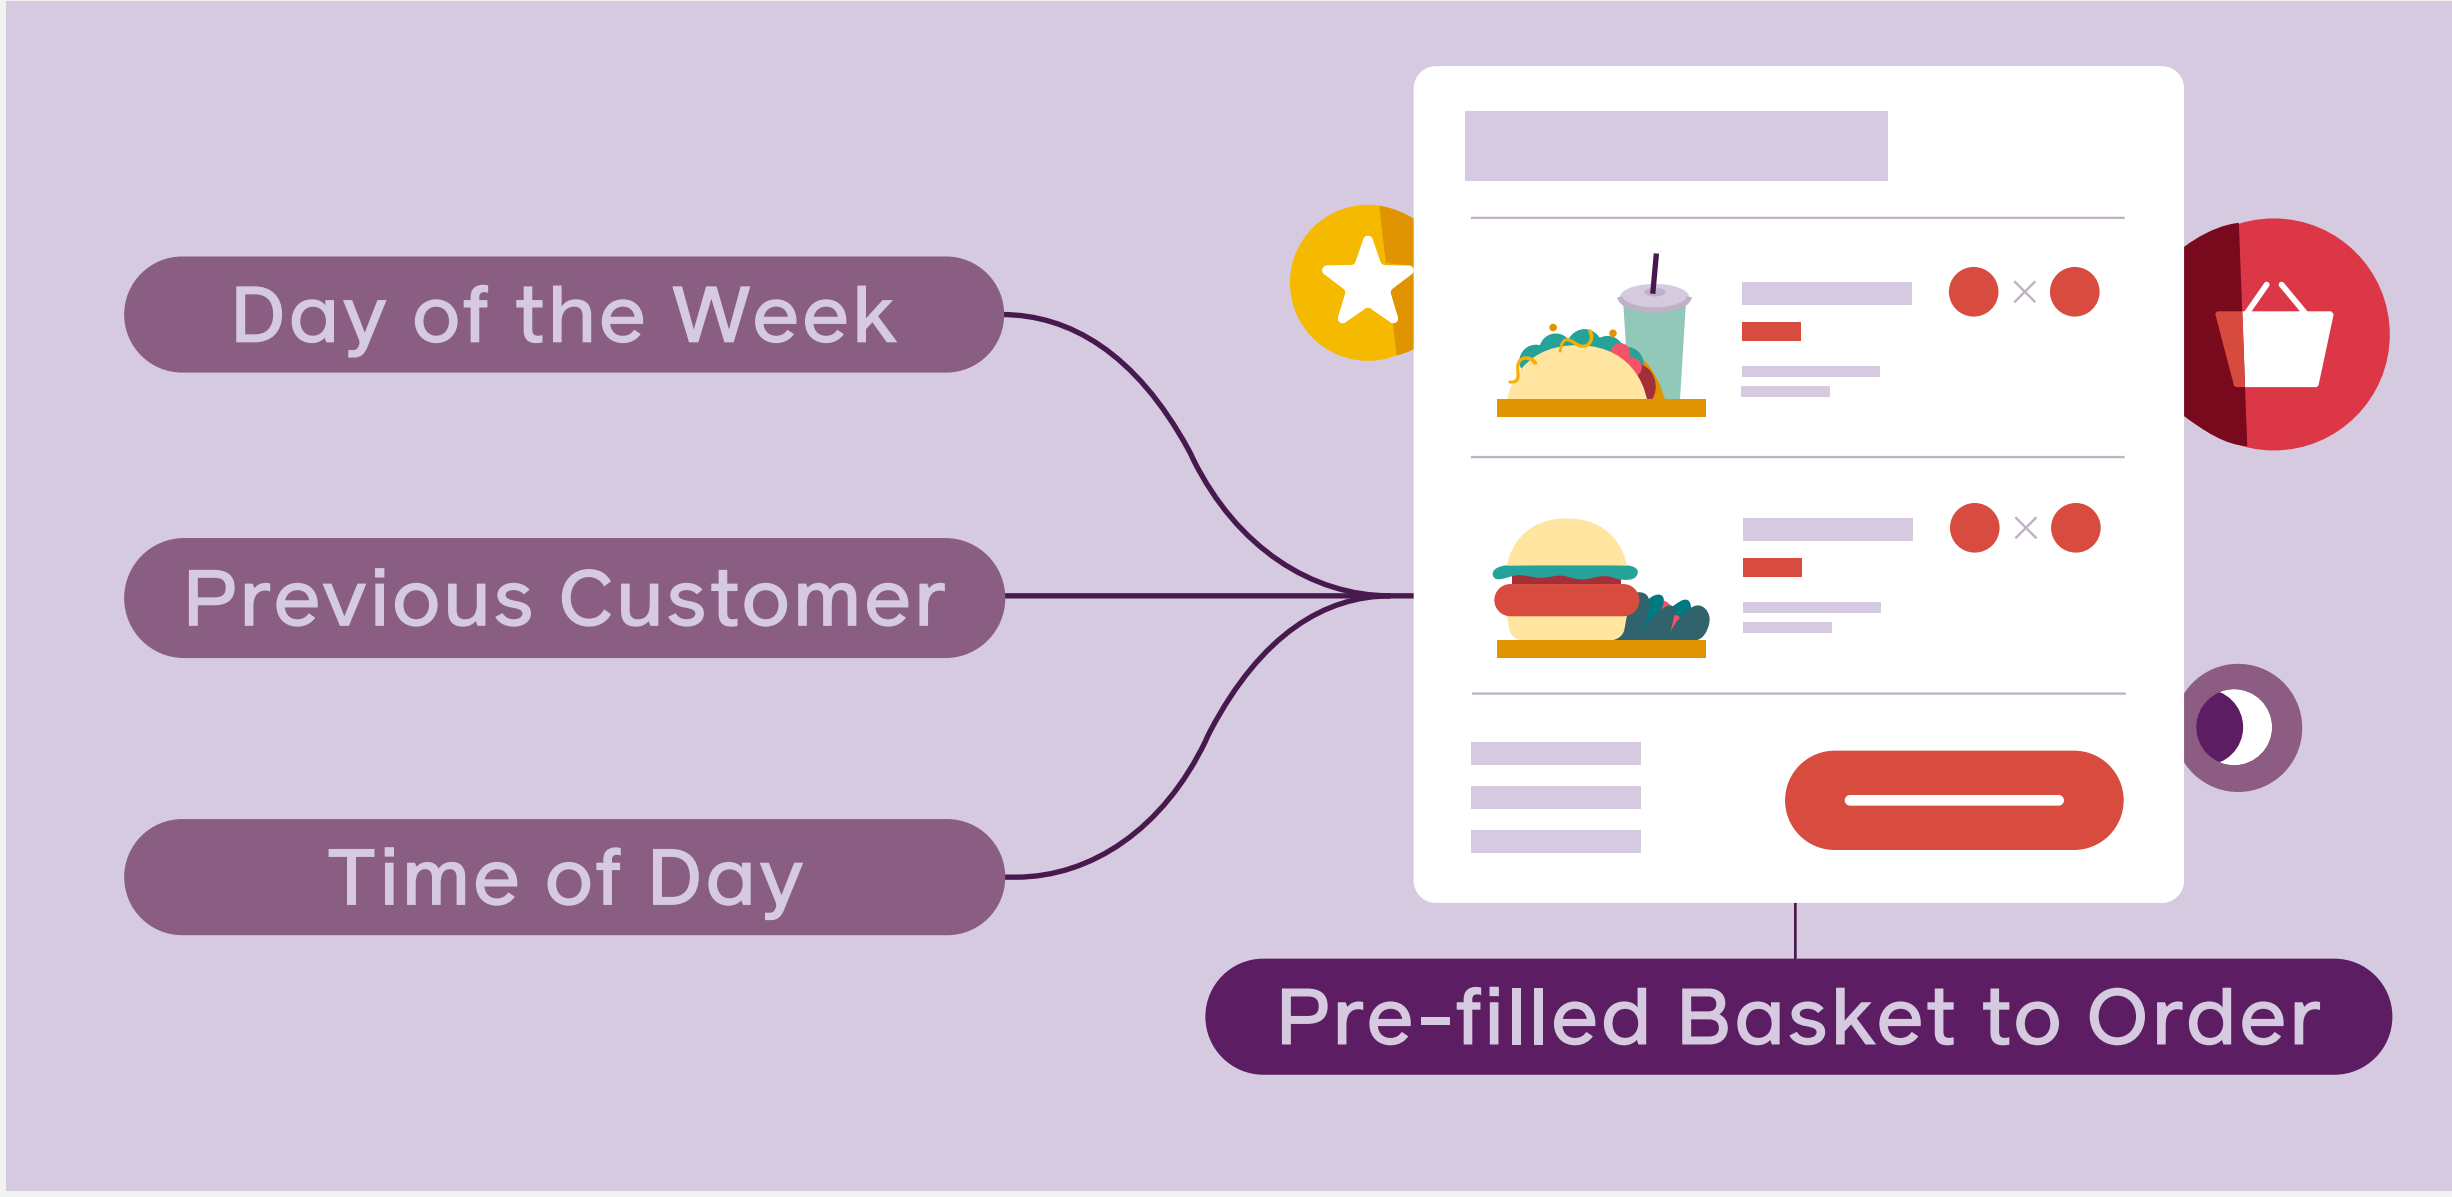 Day of the Week
Previous Customer
Time of Day
Pre-filled Basket to Order